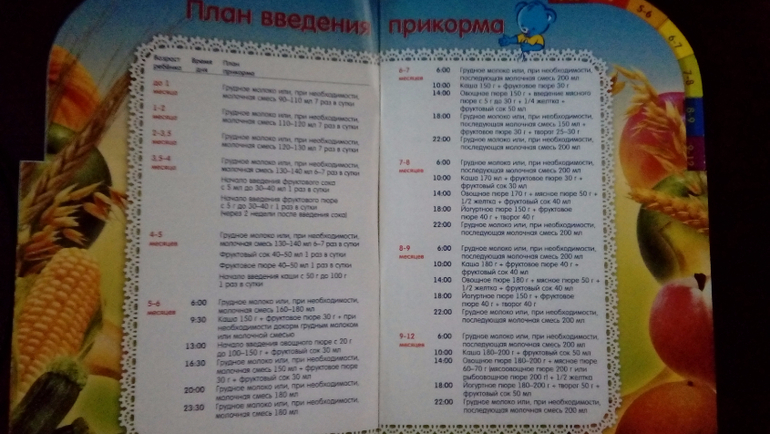 План введения прикорма
Возраст ребёнка
Время дня
План прикорма
до 1 месяца
Грудное молоко или, при необходимости,
молочная смесь 90–110 мл 7 раз в сутки
1–2 месяца
Грудное молоко или, при необходимости,
молочная смесь 110–120 мл 7 раз в сутки
2–3,5 месяца
Грудное молоко или, при необходимости,
молочная смесь 120–130 мл 7 раз в сутки
3,5–4 месяца
Грудное молоко или, при необходимости,
молочная смесь 130–140 мл 6–7 раз в сутки
Начало введения фруктового сока
с 5 мл до 30–40 мл 1 раз в сутки
Начало введения фруктового пюре
с 5 г до 30–40 г 1 раз в сутки
(через 2 недели после введения сока)
4–5 месяцев
Грудное молоко или, при необходимости,
молочная смесь 130–140 мл 6–7 раз в сутки
Фруктовый сок 40–50 мл 1 раз в сутки
Фруктовое пюре 40–50 мл 1 раз в сутки
Начало введения каши с 50 г до 100 г
1 раз в сутки
5–6 месяцев
6:00 Грудное молоко или, при необходимости,
молочная смесь 160–180 мл
9:30 Каша 150 г + фруктовое пюре 30 г + при
необходимости докорм грудным молоком
или молочной смесью
13:00 Начало введения овощного пюре с 20 г
до 100–150 г + фруктовый сок 30 мл
16:30 Грудное молоко или, при необходимости,
молочная смесь 150 мл + фруктовое пюре
30 г + фруктовый сок 30 мл
20:00 Грудное молоко или, при необходимости,
молочная смесь 180 мл
23:30 Грудное молоко или, при необходимости,
молочная смесь 180 мл
6–7 месяцев
6:00 Грудное молоко или, при необходимости,
последующая молочная смесь 200 мл
10:00 Каша 150 г + фруктовое пюре 30 г
14:00 Овощное пюре 150 г + введение мясного
пюре с 5 г до 30 г + 1/4 желтка +
фруктовый сок 50 мл
18:00 Грудное молоко или, при необходимости,
последующая молочная смесь 150 мл +
фруктовое пюре 30 г + творог 25–30 г
22:00 Грудное молоко или, при необходимости,
последующая молочная смесь 200 мл
7–8 месяцев
6:00 Грудное молоко или, при необходимости,
последующая молочная смесь 200 мл
10:00 Каша 170 мл + фруктовое пюре 30 г +
фруктовый сок 30 мл
14:00 Овощное пюре 170 г + мясное пюре 50 г +
1/2 желтка + фруктовый сок 40 мл
18:00 Йогуртное пюре 150 г + фруктовое
пюре 40 г + творог 40 г
22:00 Грудное молоко или, при необходимости,
последующая молочная смесь 200 мл
8–9 месяцев
6:00 Грудное молоко или, при необходимости,
последующая молочная смесь 200 мл
10:00 Каша 180 г + фруктовое пюре 40 г +
фруктовый сок 40 мл
14:00 Овощное пюре 180 г + мясное пюре 50 г +
1/2 желтка + фруктовый сок 40 мл
18:00 Йогуртное пюре 150 г + фруктовое
пюре 40 г + творог 40 г
22:00 Грудное молоко или, при необходимости,
последующая молочная смесь 200 мл
9–12 месяцев
6:00 Грудное молоко или, при необходимости,
последующая молочная смесь 200 мл
10:00 Каша 180–200 г + фруктовый сок 50 мл
14:00 Овощное пюре 180–200 г + мясное пюре
60–70 г (мясоовощное пюре 200 г или
рыбоовощное пюре 200 г) + 1/2 желтка
18:00 Йогуртное пюре 180–200 г + творог 50 г +
фруктовый сок 50 мл
22:00 Грудное молоко или, при необходимости,
последующая молочная смесь 200 мл
5-6
6-7
7-8
8-9
9-12